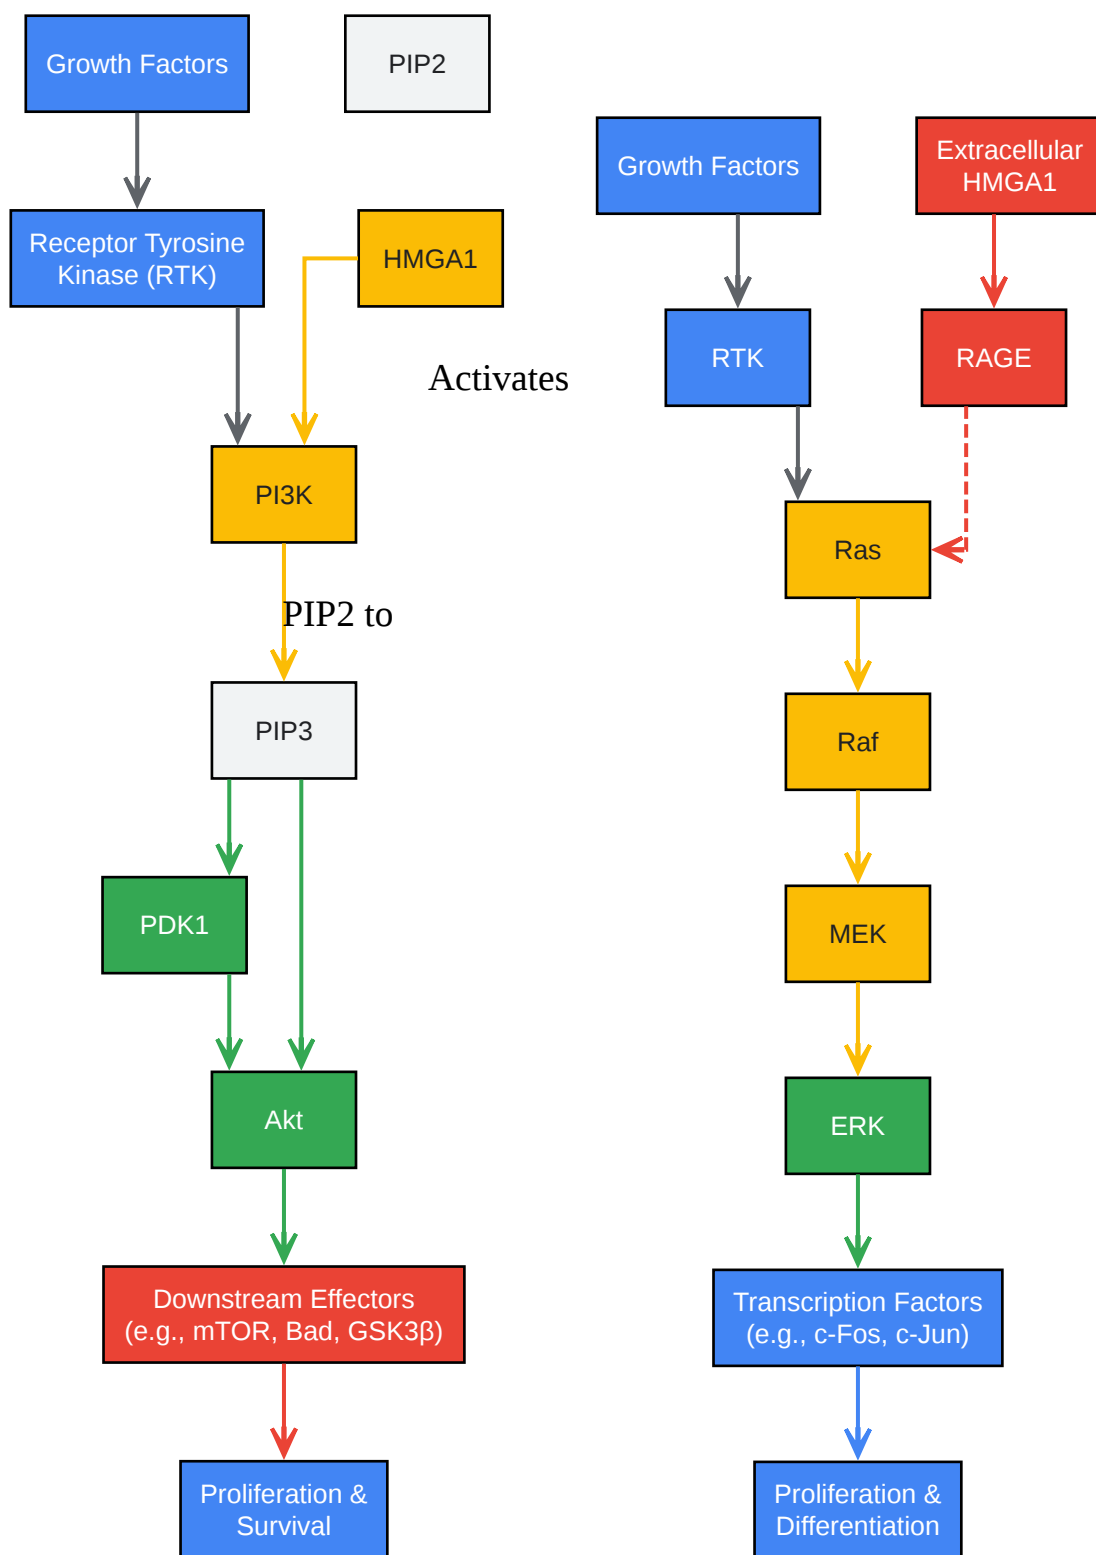 Growth Factors
PIP2
Receptor Tyrosine
Kinase (RTK)
HMGA1
Activates
PI3K
PIP2 to
PIP3
PDK1
Akt
Downstream Effectors
(e.g., mTOR, Bad, GSK3β)
Proliferation &
Survival
Growth Factors
Extracellular
HMGA1
RTK
RAGE
Ras
Raf
MEK
ERK
Transcription Factors
(e.g., c-Fos, c-Jun)
Proliferation &
Differentiation